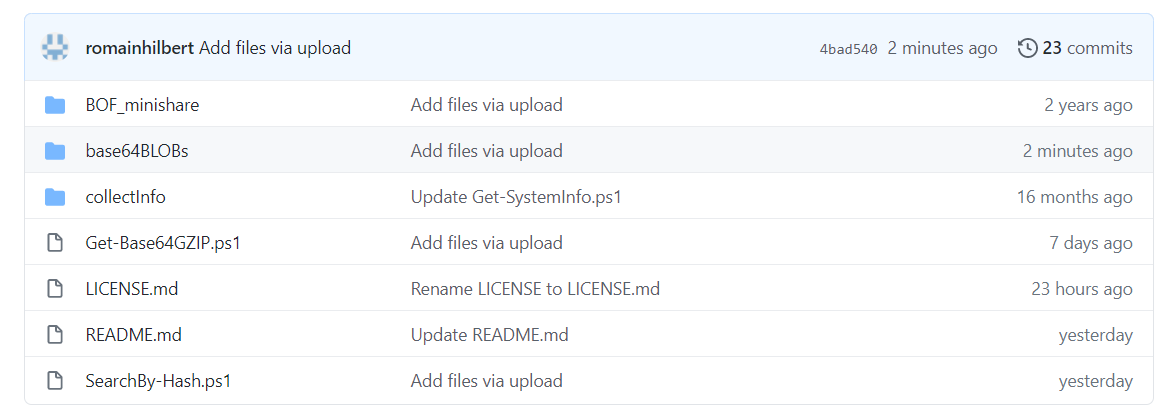 romainhilbert Add files via upload 4bad540 2 minutes ago 23 commits
BOF_minishare Add files via upload 2 years ago
base64BLOBs Add files via upload 2 minutes ago
collectInfo Update Get-SystemInfo.ps1 16 months ago
Get-Base64GZIP.ps1 Add files via upload 7 days ago
LICENSE.md Rename LICENSE to LICENSE.md 23 hours ago
README.md Update README.md yesterday
SearchBy-Hash.ps1 Add files via upload yesterday